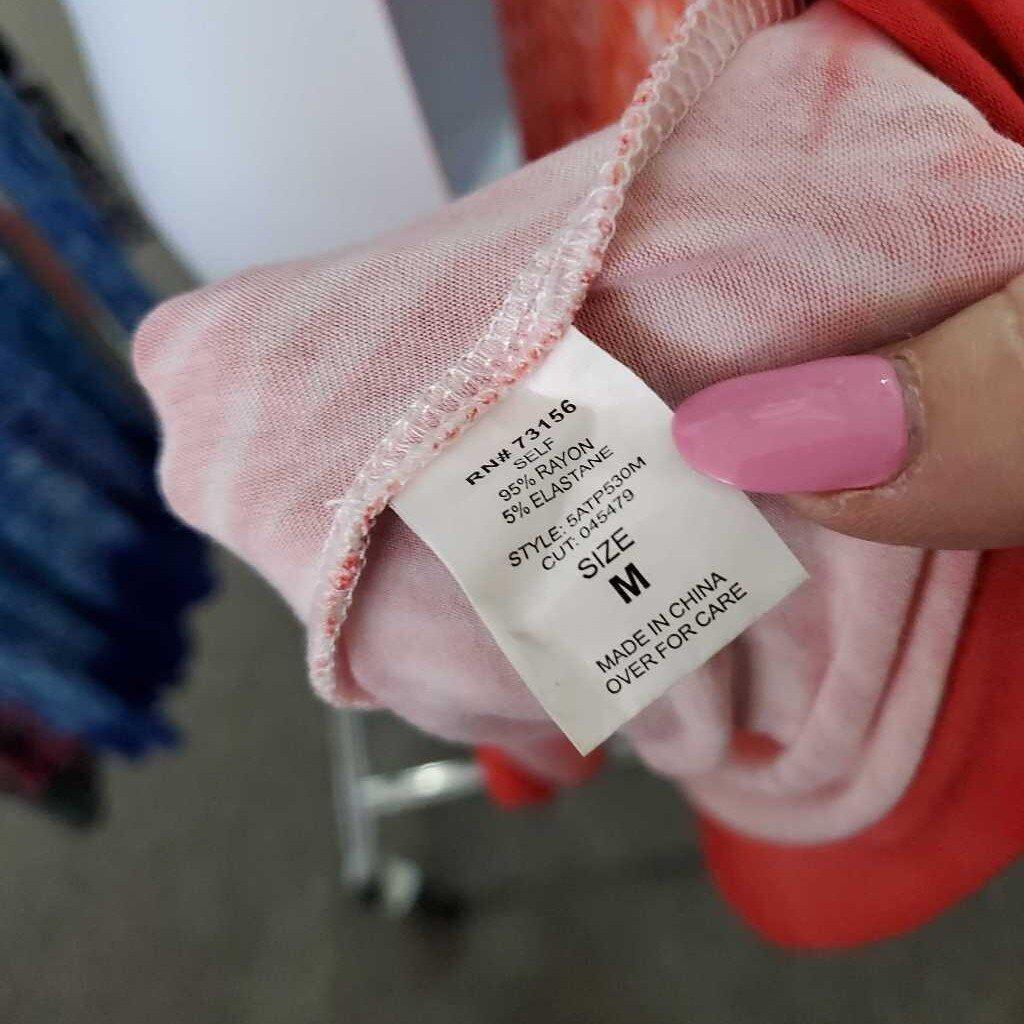 RN# 73156
SELF
95% RAYON
5% ELASTANE
STYLE: 5ATP530M
CUT: 045479
SIZE
M
MADE IN CHINA
OVER FOR CARE